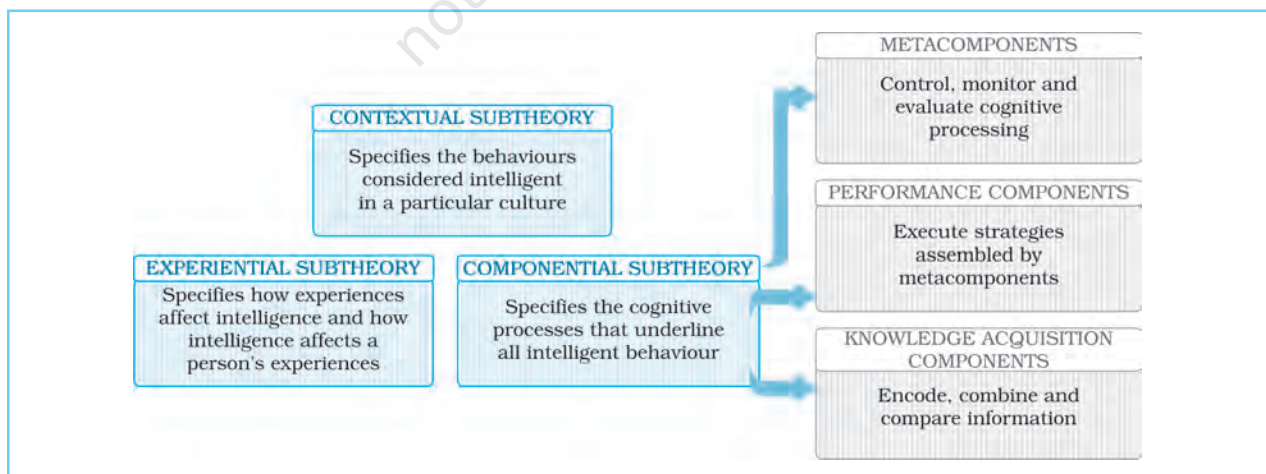 no
METACOMPONENTS
Control, monitor and
evaluate cognitive
processing
CONTEXTUAL SUBTHEORY
Specifies the behaviours
considered intelligent
in a particular culture
PERFORMANCE COMPONENTS
Execute strategies
assembled by
metacomponents
EXPERIENTIAL SUBTHEORY
Specifies how experiences
affect intelligence and how
intelligence affects a
person's experiences
COMPONENTIAL SUBTHEORY
Specifies the cognitive
processes that underline
all intelligent behaviour
KNOWLEDGE ACQUISITION
COMPONENTS
Encode, combine and
compare information